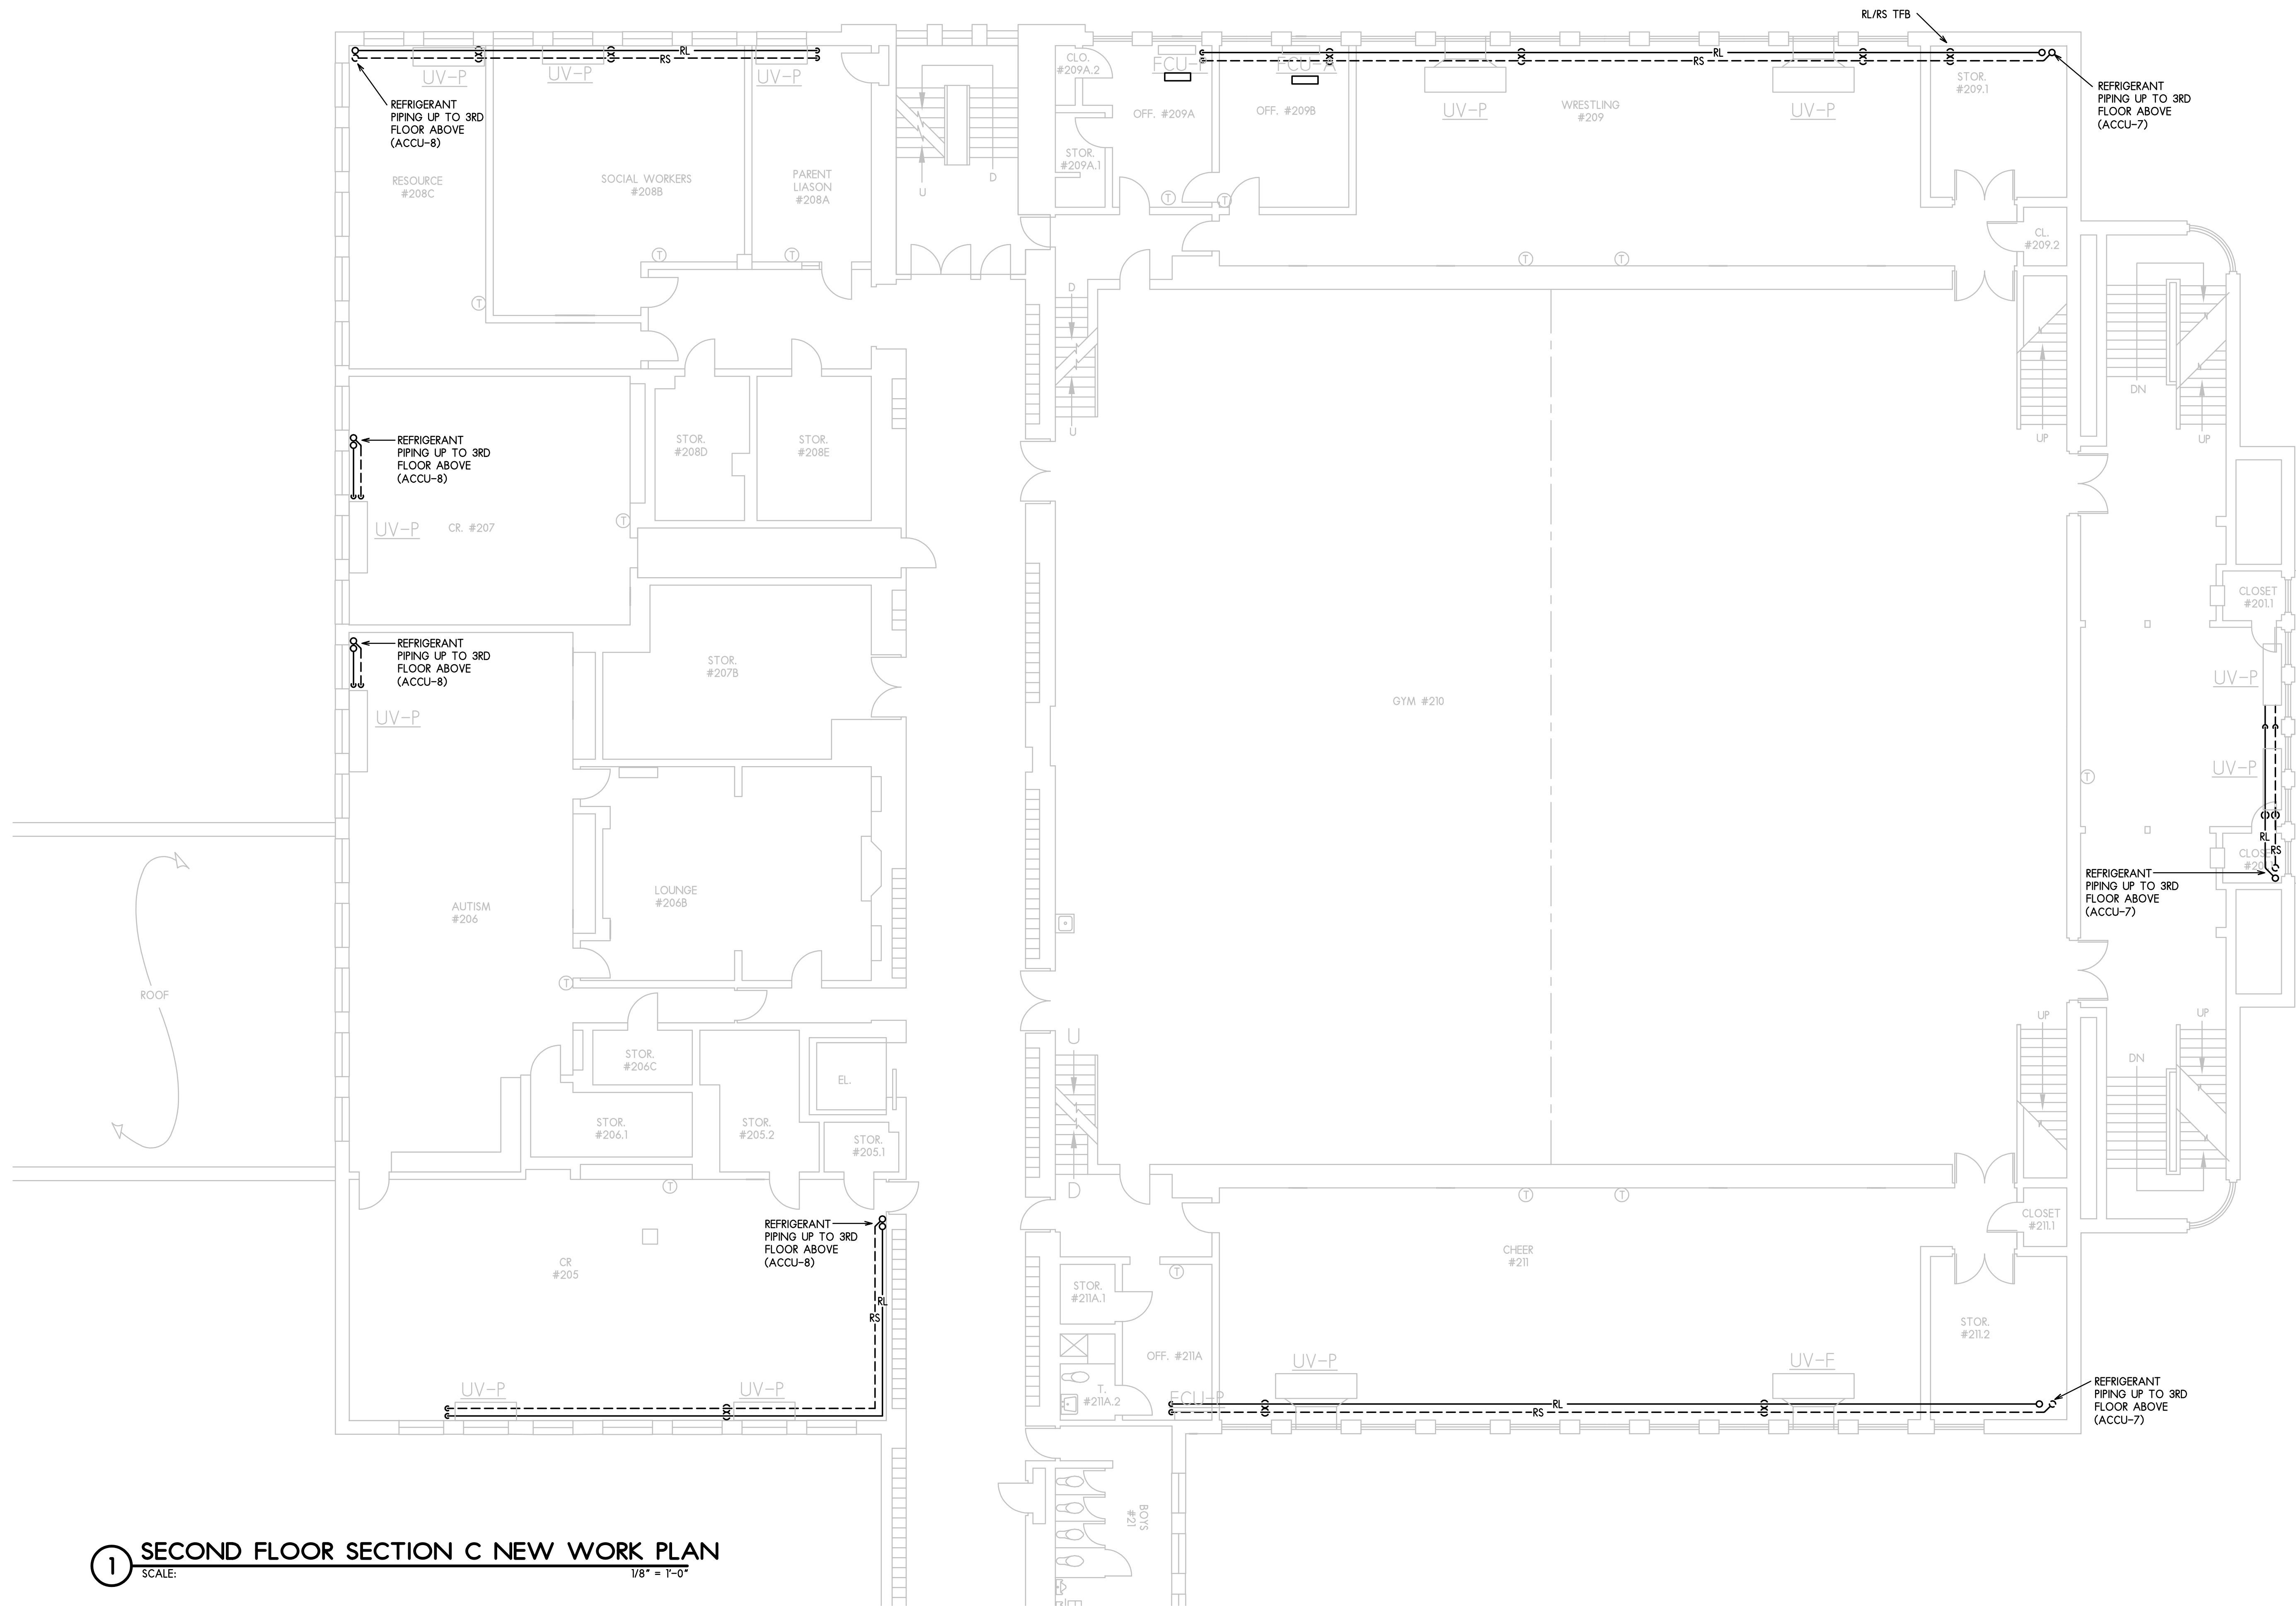 RL/RS TFB
RL
RS
UV-P
UV-P
UV-P
REFRIGERANT
PIPING UP TO 3RD
FLOOR ABOVE
(ACCU-8)
RESOURCE
#208C
SOCIAL WORKERS
#208B
PARENT
LIASON
#208A
U
D
CLO.
#209A.2
FCU-P
OFF. #209A
STOR.
#209A.1
OFF. #209B
RL
RS
UV-P
WRESTLING
#209
UV-P
STOR.
#209.1
REFRIGERANT
PIPING UP TO 3RD
FLOOR ABOVE
(ACCU-7)
T
T
T
T
T
T
T
CL.
#209.2
D
U
UP
DN
UP
REFRIGERANT
PIPING UP TO 3RD
FLOOR ABOVE
(ACCU-8)
STOR.
#208D
STOR.
#208E
UV-P
CR. #207
T
REFRIGERANT
PIPING UP TO 3RD
FLOOR ABOVE
(ACCU-8)
UV-P
STOR.
#207B
GYM #210
CLOSET
#201.1
UV-P
UV-P
T
RL
RS
REFRIGERANT
PIPING UP TO 3RD
FLOOR ABOVE
(ACCU-7)
AUTISM
#206
LOUNGE
#206B
T
ROOF
STOR.
#206C
EL.
STOR.
#206.1
STOR.
#205.2
STOR.
#205.1
U
D
UP
DN
UP
T
T
T
REFRIGERANT
PIPING UP TO 3RD
FLOOR ABOVE
(ACCU-8)
CR
#205
RL
RS
UV-P
UV-P
STOR.
#211A.1
T
OFF. #211A
T.
#211A.2
FCU-P
CHEER
#211
UV-P
UV-F
RL
RS
CLOSET
#211.1
STOR.
#211.2
REFRIGERANT
PIPING UP TO 3RD
FLOOR ABOVE
(ACCU-7)
BOYS
#21
1
SECOND FLOOR SECTION C NEW WORK PLAN
SCALE: 1/8" = 1'-0"